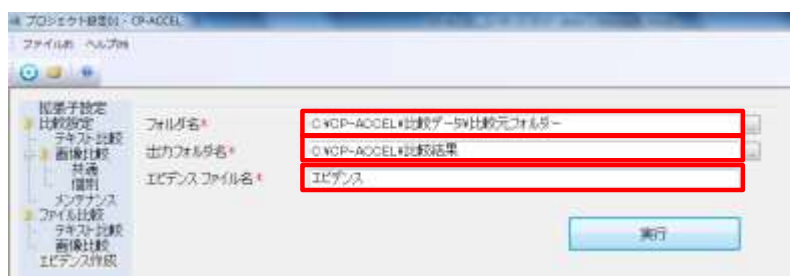 プロジェクト設定01 - CP-ACCEL
ファイル(F) ヘルプ(H)
拡張子設定
比較設定
テキスト比較
画像比較
共通
個別
メンテナンス
ファイル比較
テキスト比較
画像比較
エビデンス作成
フォルダ名*
C:¥CP-ACCEL¥比較データ¥比較元フォルダー
...
出力フォルダ名*
C:¥CP-ACCEL¥比較結果
...
エビデンスファイル名*
エビデンス
実行